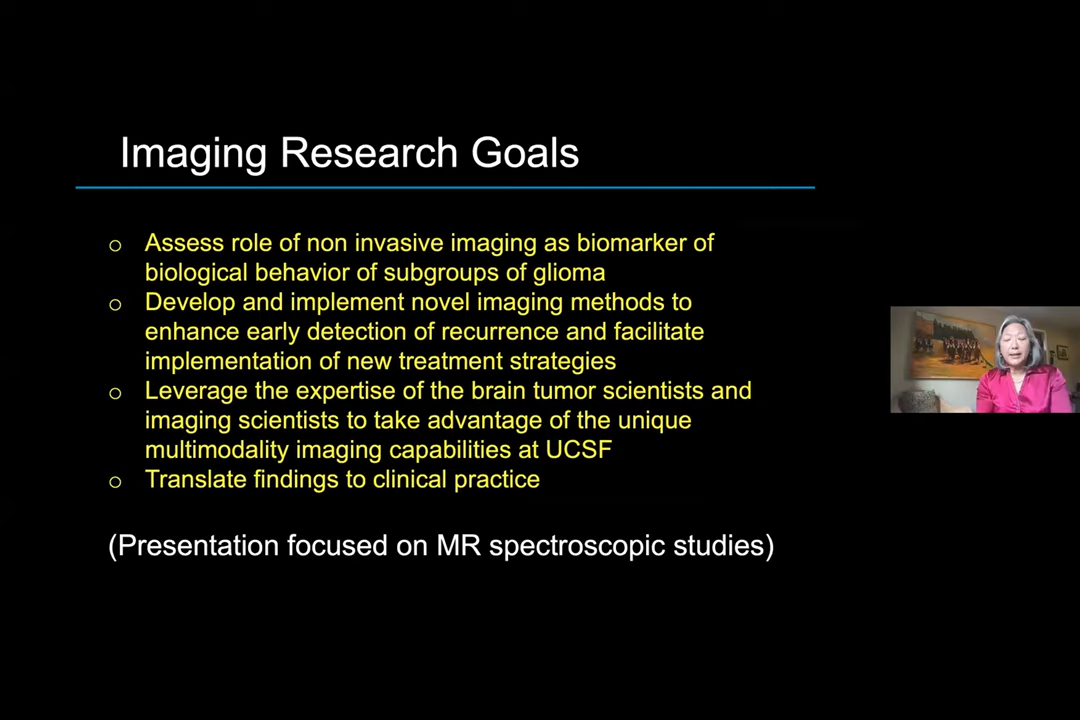 Imaging Research Goals
o Assess role of non invasive imaging as biomarker of
biological behavior of subgroups of glioma
o Develop and implement novel imaging methods to
enhance early detection of recurrence and facilitate
implementation of new treatment strategies
o Leverage the expertise of the brain tumor scientists and
imaging scientists to take advantage of the unique
multimodality imaging capabilities at UCSF
o Translate findings to clinical practice
(Presentation focused on MR spectroscopic studies)